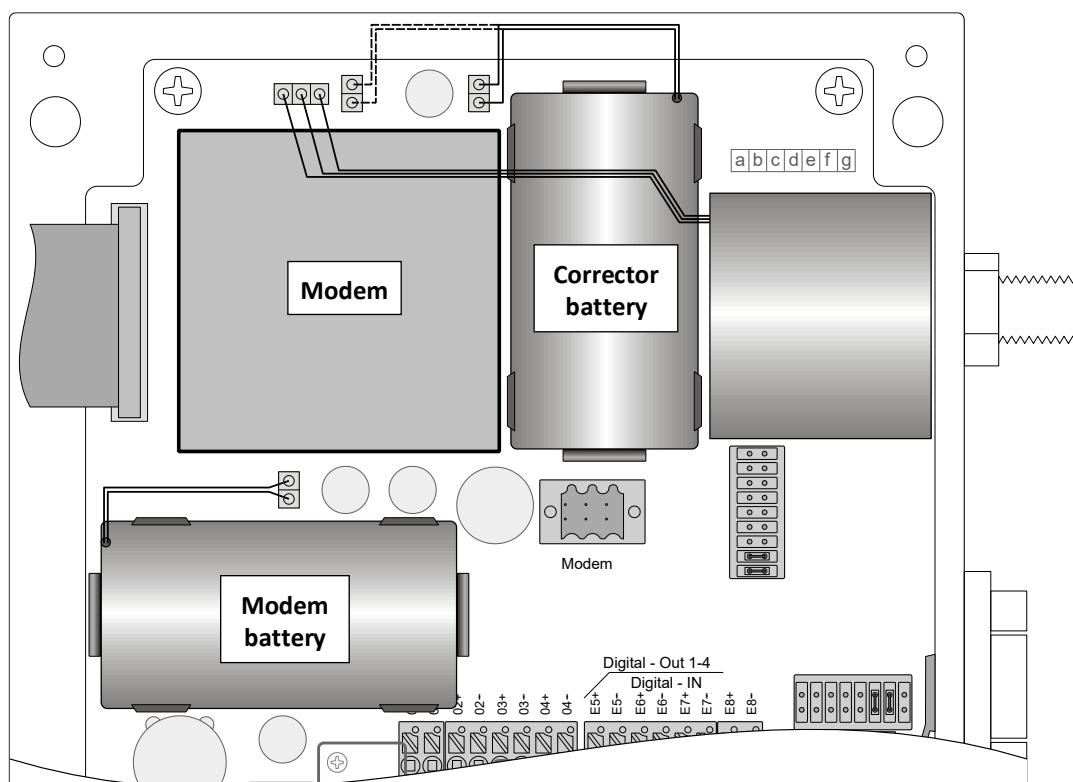 a b c d e f g
Modem
Corrector
battery
Modem
Modem
battery
Digital - Out 1-4
Digital - IN
02+ 02- 03+ 03- 04+ 04- E5+ E5- E6+ E6- E7+ E7- E8+ E8-